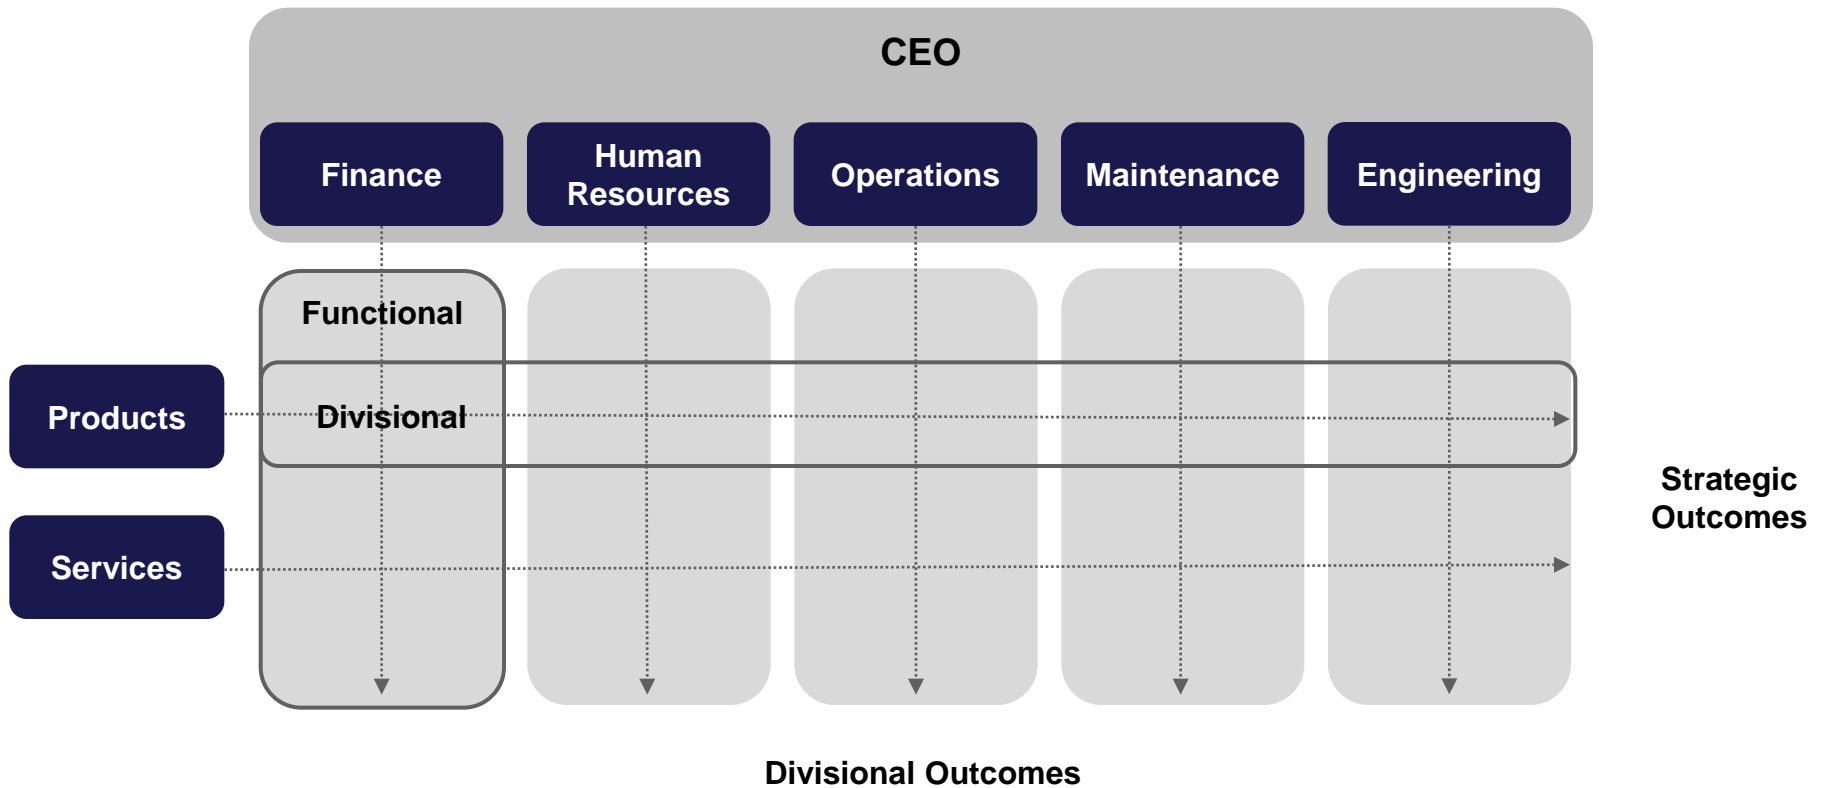 CEO
Finance
Human
Resources
Operations
Maintenance
Engineering
Functional
Products
Divisional
Services
Strategic
Outcomes
Divisional Outcomes